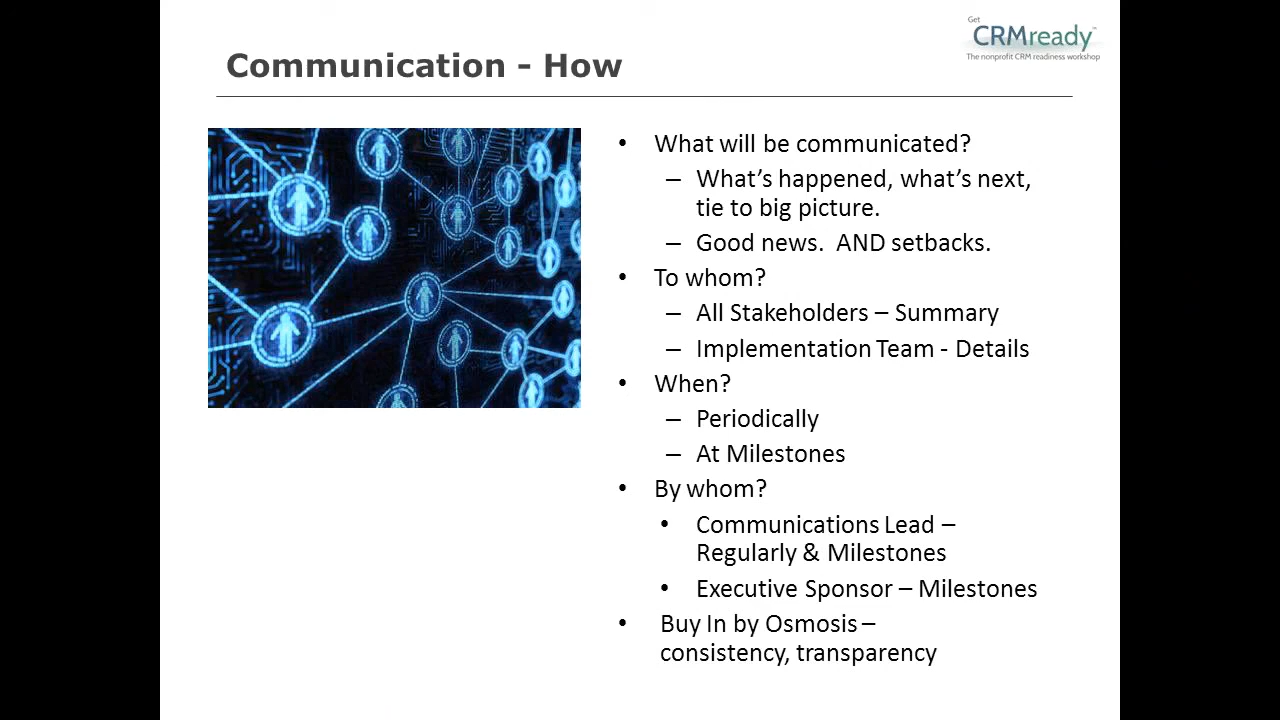 Get
CRMready™
The nonprofit CRM readiness workshop
Communication - How
• What will be communicated?
– What’s happened, what’s next,
tie to big picture.
– Good news.  AND setbacks.
• To whom?
– All Stakeholders – Summary
– Implementation Team - Details
• When?
– Periodically
– At Milestones
• By whom?
• Communications Lead –
Regularly & Milestones
• Executive Sponsor – Milestones
• Buy In by Osmosis –
consistency, transparency